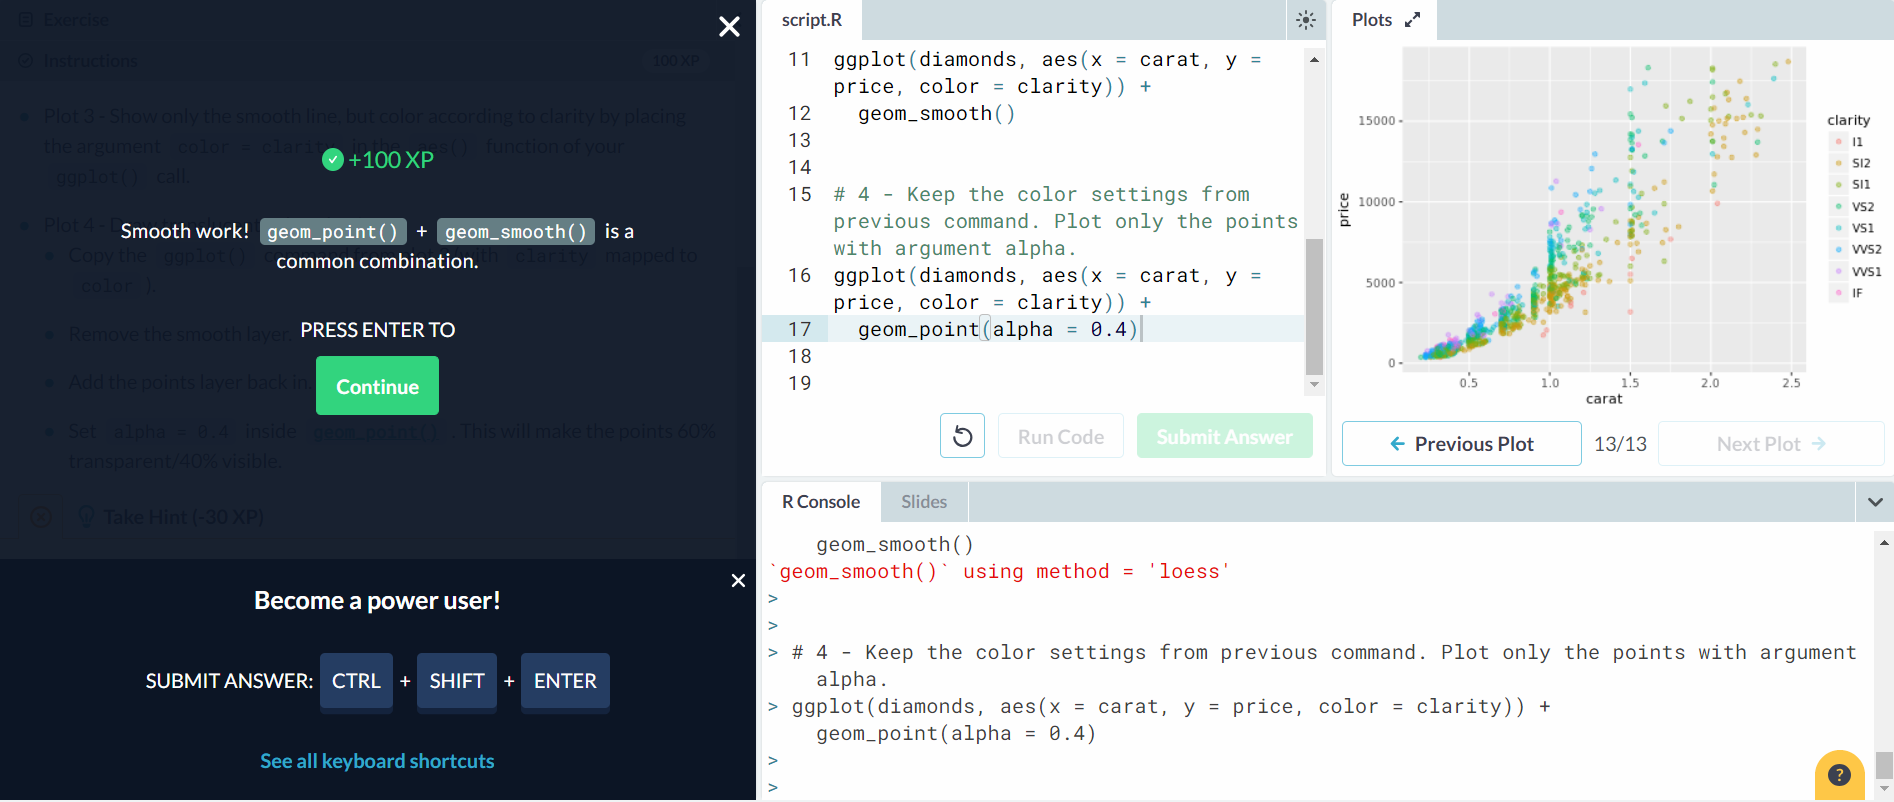 Exercise
Instructions
100 XP
Plot 3 - Show only the smooth line, but color according to clarity by placing
the argument color = clarity in the aes() function of your
ggplot() call.
+100 XP
Plot 4 -
Smooth work! geom_point() + geom_smooth() is a
common combination.
Copy the ggplot() with clarity mapped to
color ).
PRESS ENTER TO
Remove the smooth layer.
Continue
Add the points layer back in.
Set alpha = 0.4 inside geom_point() . This will make the points 60%
transparent/40% visible.
Take Hint (-30 XP)
Become a power user!
SUBMIT ANSWER: CTRL + SHIFT + ENTER
See all keyboard shortcuts
script.R
11 ggplot(diamonds, aes(x = carat, y =
price, color = clarity)) +
12 geom_smooth()
13
14
15 # 4 - Keep the color settings from
previous command. Plot only the points
with argument alpha.
16 ggplot(diamonds, aes(x = carat, y =
price, color = clarity)) +
17 geom_point(alpha = 0.4)
18
19
Run Code
Submit Answer
Plots
15000
10000
5000
0
price
0.5 1.0 1.5 2.0 2.5
carat
clarity
I1
SI2
SI1
VS2
VS1
VVS2
VVS1
IF
← Previous Plot 13/13 Next Plot →
R Console Slides
geom_smooth()
`geom_smooth()` using method = 'loess'
>
>
> # 4 - Keep the color settings from previous command. Plot only the points with argument
alpha.
> ggplot(diamonds, aes(x = carat, y = price, color = clarity)) +
geom_point(alpha = 0.4)
>
>
?